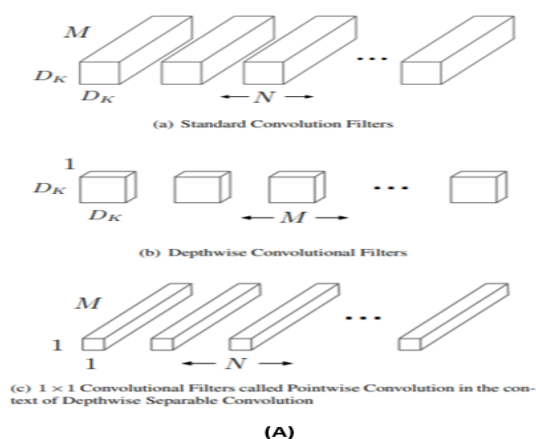 M
D_K
D_K
N
...
(a) Standard Convolution Filters
1
D_K
D_K
M
...
(b) Depthwise Convolutional Filters
M
1
1
N
...
(c) 1 × 1 Convolutional Filters called Pointwise Convolution in the con-
text of Depthwise Separable Convolution
(A)